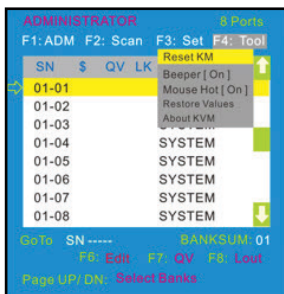 ADMINISTRATOR 8 Ports
F1: ADM F2: Scan F3: Set F4: Tool
SN $ QV LK
Reset KM
Beeper [ On ]
Mouse Hot [ On ]
Restore Values
About KVM
01-01
01-02
01-03
01-04 SYSTEM
01-05 SYSTEM
01-06 SYSTEM
01-07 SYSTEM
01-08 SYSTEM
GoTo SN ----- BANKSUM: 01
F6: Edit F7: QV F8: Lout
Page UP/ DN: Select Banks